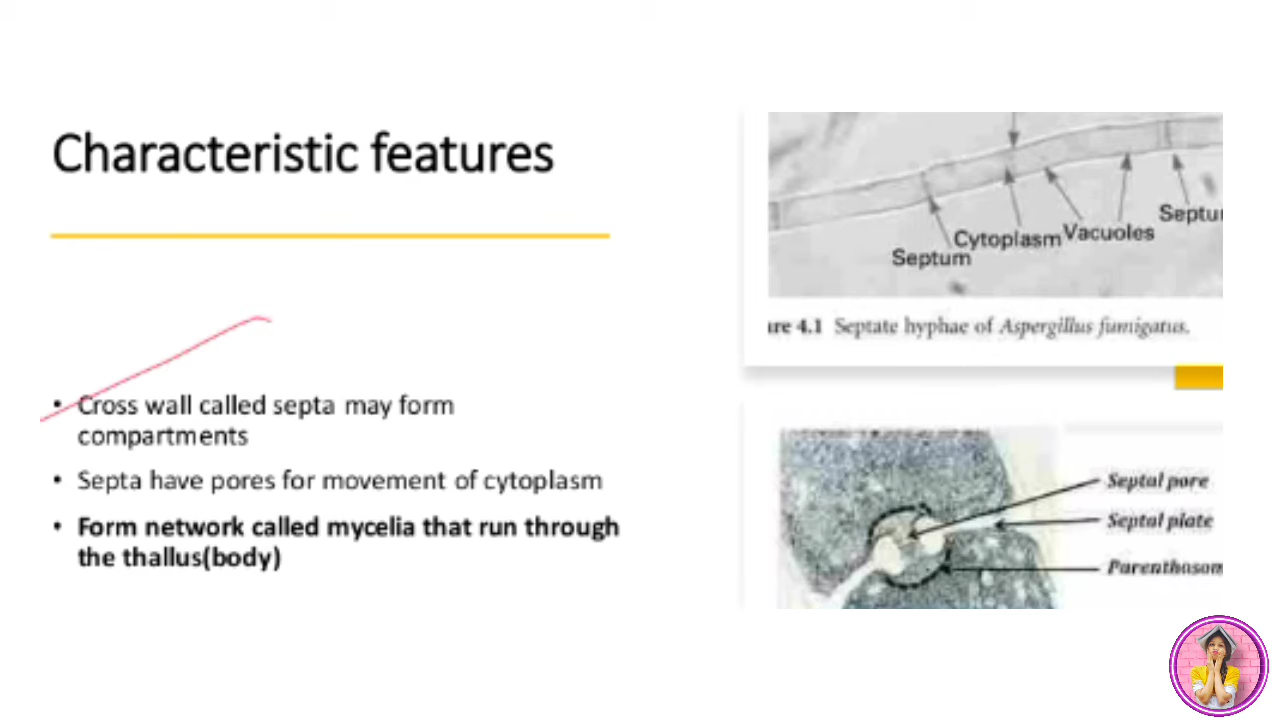 Characteristic features
• Cross wall called septa may form
compartments
• Septa have pores for movement of cytoplasm
• Form network called mycelia that run through
the thallus(body)
Septum
Cytoplasm
Vacuoles
Septu
ure 4.1 Septate hyphae of Aspergillus fumigatus.
Septal pore
Septal plate
Parenthosom